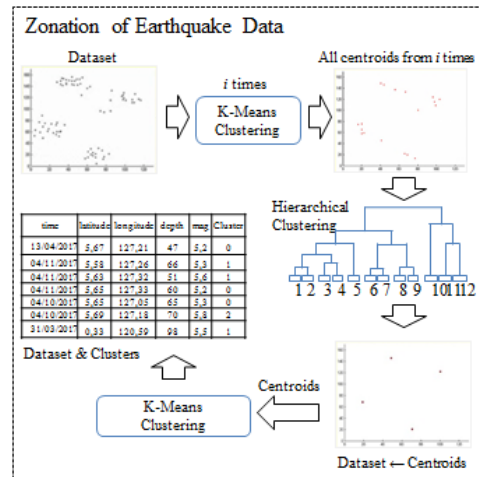 Zonation of Earthquake Data
Dataset
i times
K-Means
Clustering
All centroids from i times
Hierarchical
Clustering
1 2 3 4 5 6 7 8 9 10 11 12
Dataset ← Centroids
Centroids
K-Means
Clustering
time latitude longitude depth mag Cluster
13/04/2017 5,67 127,21 47 5,2 0
04/11/2017 5,58 127,26 66 5,3 1
04/11/2017 5,63 127,32 51 5,6 1
04/11/2017 5,65 127,33 60 5,2 0
04/10/2017 5,65 127,05 65 5,3 0
04/10/2017 5,69 127,18 70 5,8 2
31/03/2017 0,33 120,59 98 5,5 1
Dataset & Clusters